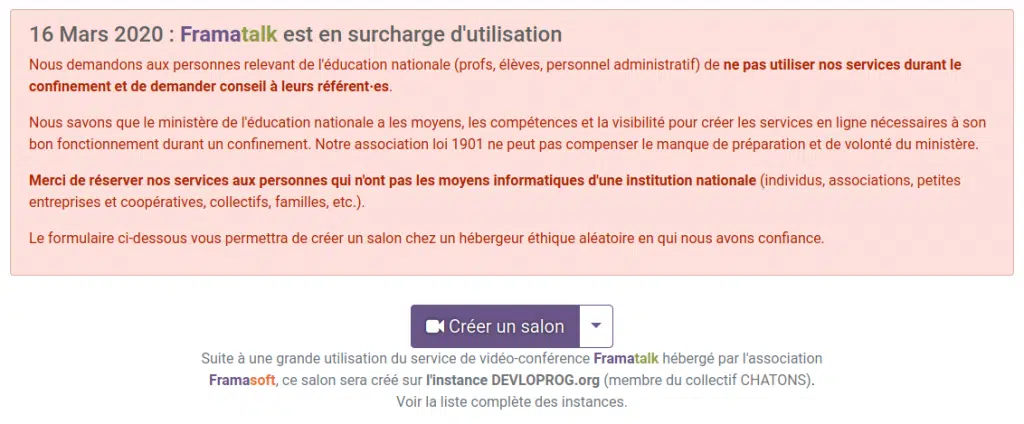 16 Mars 2020 : Framatalk est en surcharge d'utilisation
Nous demandons aux personnes relevant de l'éducation nationale (profs, élèves, personnel administratif) de ne pas utiliser nos services durant le
confinement et de demander conseil à leurs référent·es.
Nous savons que le ministère de l'éducation nationale a les moyens, les compétences et la visibilité pour créer les services en ligne nécessaires à son
bon fonctionnement durant un confinement. Notre association loi 1901 ne peut pas compenser le manque de préparation et de volonté du ministère.
Merci de réserver nos services aux personnes qui n'ont pas les moyens informatiques d'une institution nationale (individus, associations, petites
entreprises et coopératives, collectifs, familles, etc.).
Le formulaire ci-dessous vous permettra de créer un salon chez un hébergeur éthique aléatoire en qui nous avons confiance.
Créer un salon
Suite à une grande utilisation du service de vidéo-conférence Framatalk hébergé par l'association
Framasoft, ce salon sera créé sur l'instance DEVLOPROG.org (membre du collectif CHATONS).
Voir la liste complète des instances.